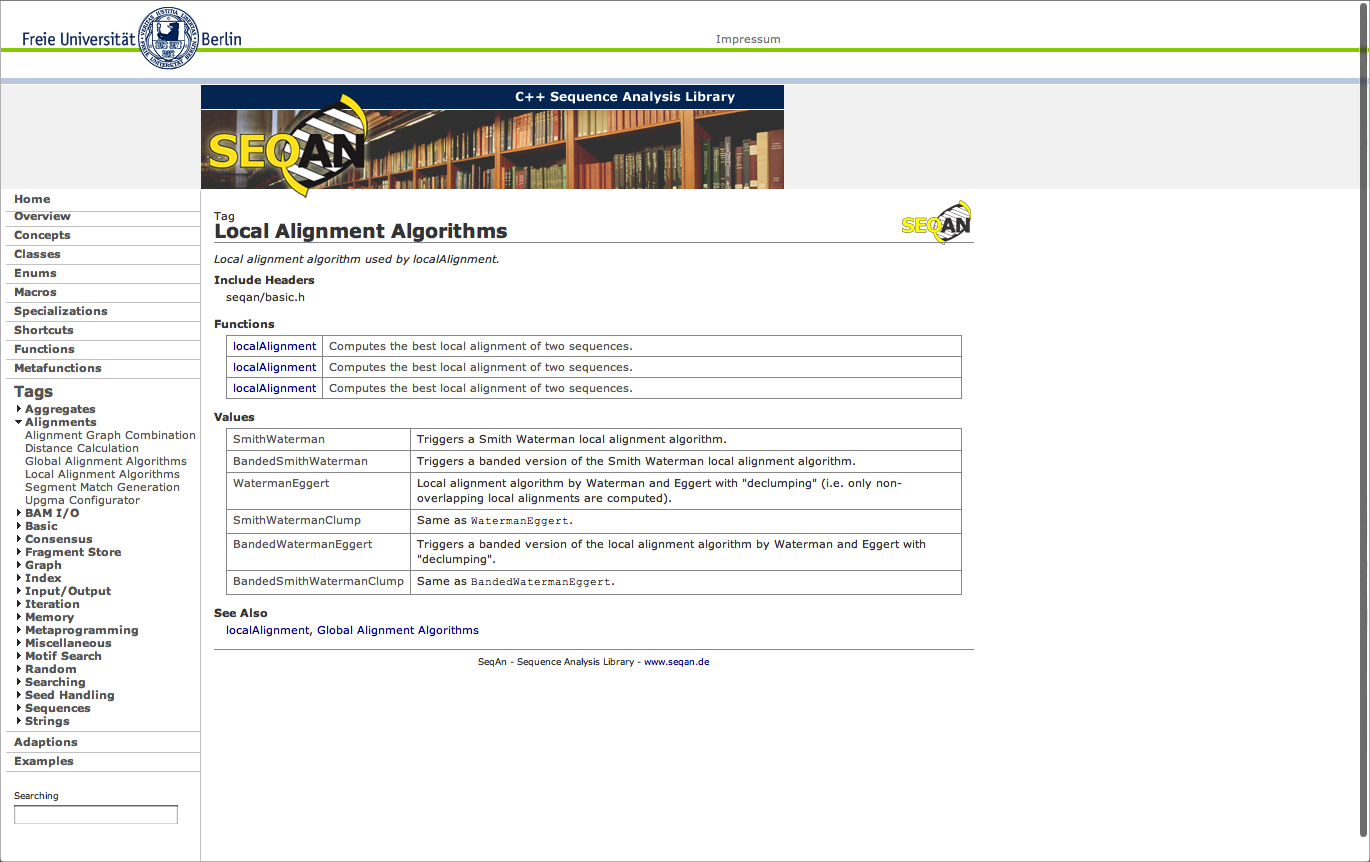 Freie Universität Berlin
Impressum
C++ Sequence Analysis Library
SEQAN
Home
Overview
Concepts
Classes
Enums
Macros
Specializations
Shortcuts
Functions
Metafunctions
Tags
Aggregates
Alignments
Alignment Graph Combination
Distance Calculation
Global Alignment Algorithms
Local Alignment Algorithms
Segment Match Generation
Upgma Configurator
BAM I/O
Basic
Consensus
Fragment Store
Graph
Index
Input/Output
Iteration
Memory
Metaprogramming
Miscellaneous
Motif Search
Random
Searching
Seed Handling
Sequences
Strings
Adaptions
Examples
Searching
Tag
Local Alignment Algorithms
SEQAN
Local alignment algorithm used by localAlignment.
Include Headers
seqan/basic.h
Functions
localAlignment Computes the best local alignment of two sequences.
localAlignment Computes the best local alignment of two sequences.
localAlignment Computes the best local alignment of two sequences.
Values
SmithWaterman Triggers a Smith Waterman local alignment algorithm.
BandedSmithWaterman Triggers a banded version of the Smith Waterman local alignment algorithm.
WatermanEggert Local alignment algorithm by Waterman and Eggert with "declumping" (i.e. only non-
overlapping local alignments are computed).
SmithWatermanClump Same as WatermanEggert.
BandedWatermanEggert Triggers a banded version of the local alignment algorithm by Waterman and Eggert with
"declumping".
BandedSmithWatermanClump Same as BandedWatermanEggert.
See Also
localAlignment, Global Alignment Algorithms
SeqAn - Sequence Analysis Library - www.seqan.de